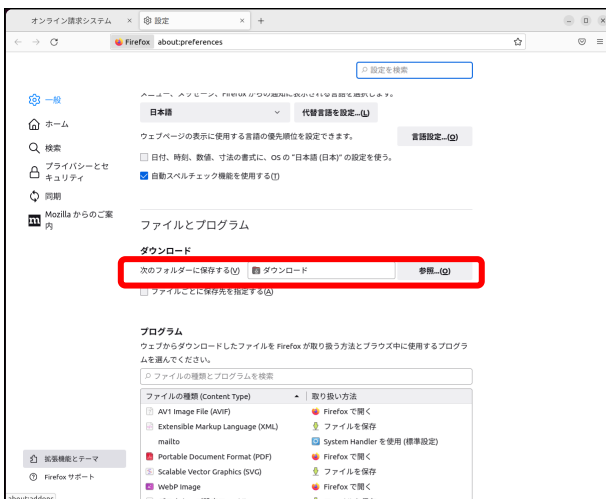 オンライン請求システム ×
設定 × +
Firefox about:preferences
設定を検索
一般
ホーム
検索
プライバシーとセキュリティ
同期
Mozilla からのご案内
メニュー、メッセージ、Firefox からの通知に表示される言語を選択します。
日本語 代替言語を設定...(L)
ウェブページの表示に使用する言語の優先順位を設定できます。 言語設定...(O)
日付、時刻、数値、寸法の書式に、OS の "日本語 (日本)" の設定を使う。
自動スペルチェック機能を使用する(T)
ファイルとプログラム
ダウンロード
次のフォルダーに保存する(V) ダウンロード 参照...(O)
ファイルごとに保存先を指定する(A)
プログラム
ウェブからダウンロードしたファイルを Firefox が取り扱う方法とブラウズ中に使用するプログラ
ムを選んでください。
ファイルの種類とプログラムを検索
ファイルの種類 (Content Type) 取り扱い方法
AV1 Image File (AVIF) Firefox で開く
Extensible Markup Language (XML) ファイルを保存
mailto System Handler を使用 (標準設定)
Portable Document Format (PDF) Firefox で開く
Scalable Vector Graphics (SVG) ファイルを保存
WebP Image Firefox で開く
拡張機能とテーマ
Firefox サポート
about:addons